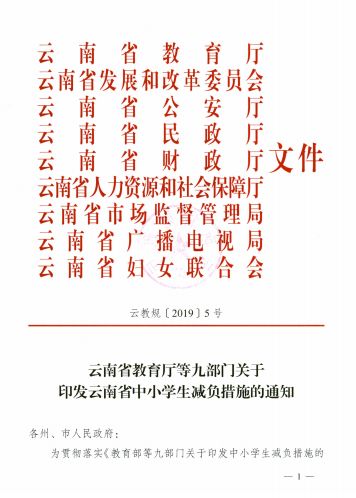 云南省教育厅
云南省发展和改革委员会
云南省公安厅
云南省民政厅
云南省财政厅
云南省人力资源和社会保障厅
云南省市场监督管理局
云南省广播电视局
云南省妇女联合会
文件
云教规〔2019〕5号
云南省教育厅等九部门关于
印发云南省中小学生减负措施的通知
各州、市人民政府：
为贯彻落实《教育部等九部门关于印发中小学生减负措施的
— 1 —